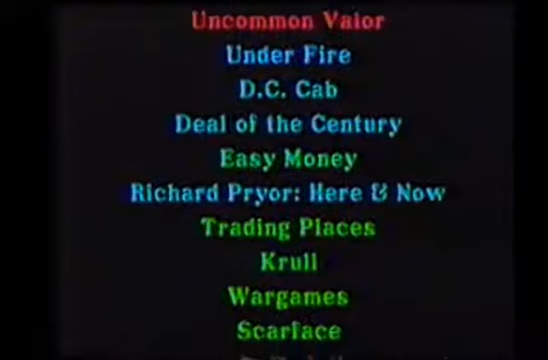 Uncommon Valor
Under Fire
D.C. Cab
Deal of the Century
Easy Money
Richard Pryor: Here & Now
Trading Places
Krull
Wargames
Scarface